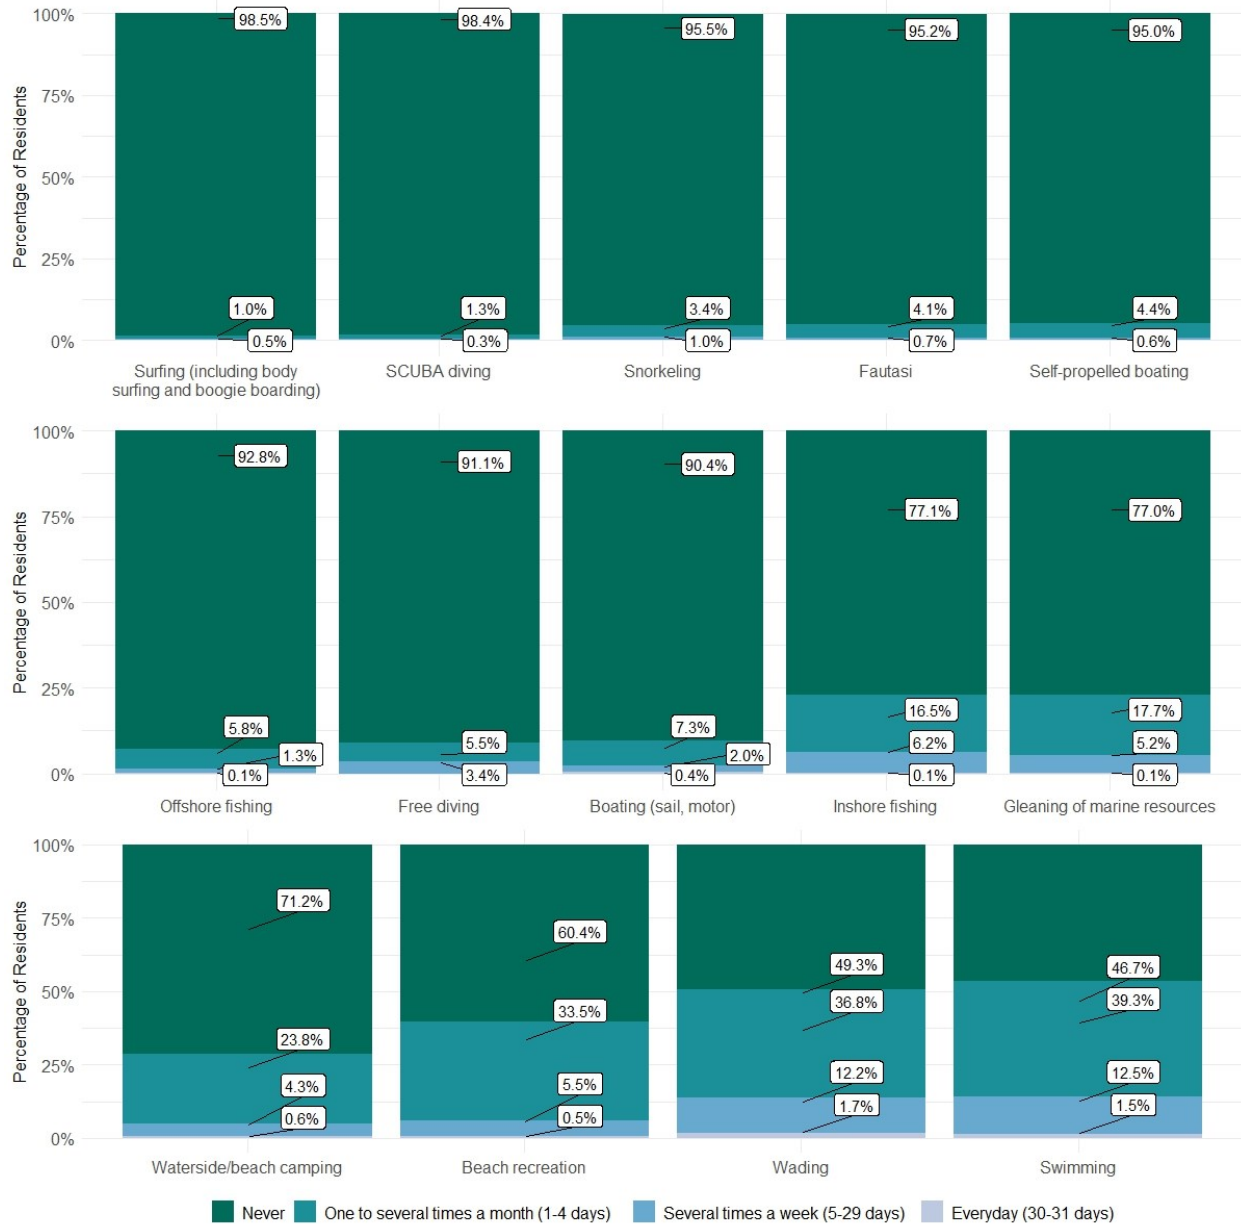 100%
98.5%
98.4%
95.5%
95.2%
95.0%
75%
50%
25%
1.0%
1.3%
3.4%
4.1%
4.4%
0%
0.5%
0.3%
1.0%
0.7%
0.6%
Percentage of Residents
Surfing (including body
surfing and boogie boarding)
SCUBA diving
Snorkeling
Fautasi
Self-propelled boating
100%
92.8%
91.1%
90.4%
77.1%
77.0%
75%
50%
25%
5.8%
1.3%
0.1%
5.5%
3.4%
7.3%
2.0%
0.4%
16.5%
6.2%
0.1%
17.7%
5.2%
0.1%
0%
Percentage of Residents
Offshore fishing
Free diving
Boating (sail, motor)
Inshore fishing
Gleaning of marine resources
100%
75%
50%
25%
0%
71.2%
23.8%
4.3%
0.6%
60.4%
33.5%
5.5%
0.5%
49.3%
36.8%
12.2%
1.7%
46.7%
39.3%
12.5%
1.5%
Percentage of Residents
Waterside/beach camping
Beach recreation
Wading
Swimming
Never
One to several times a month (1-4 days)
Several times a week (5-29 days)
Everyday (30-31 days)